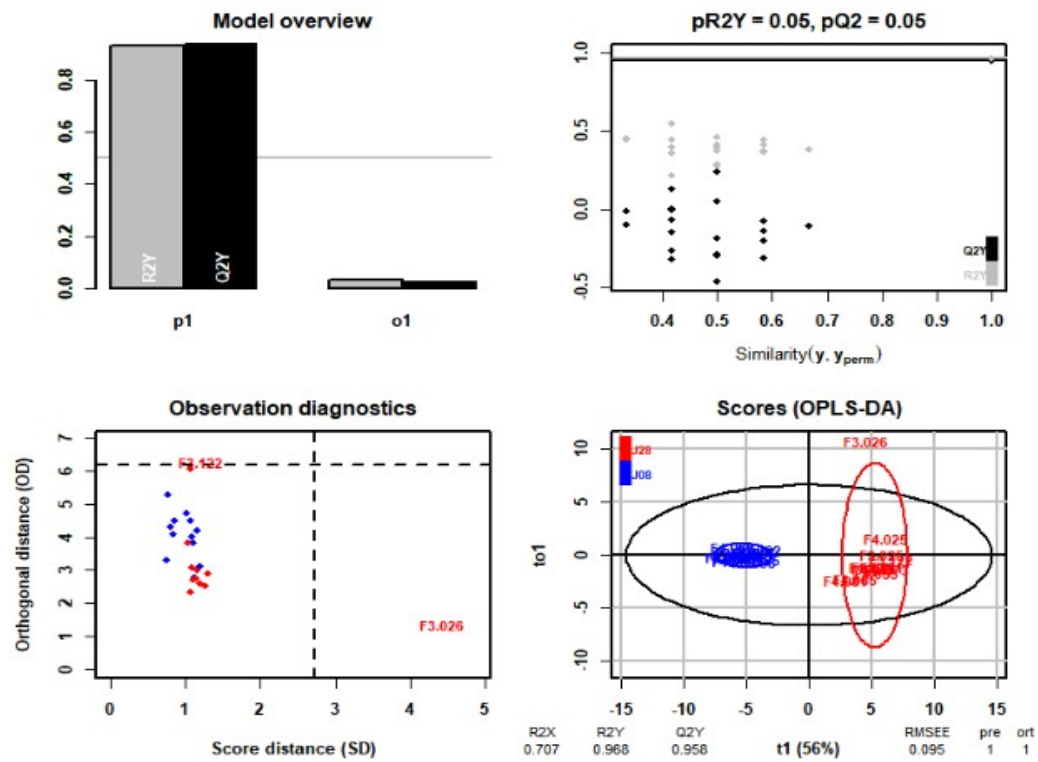 Model overview
0.8
0.6
0.4
0.2
0.0
R2Y
Q2Y
p1
o1
pR2Y = 0.05, pQ2 = 0.05
1.0
0.5
0.0
-0.5
Q2Y
R2Y
0.4 0.5 0.6 0.7 0.8 0.9 1.0
Similarity(y, yperm)
Observation diagnostics
Orthogonal distance (OD)
7
6
5
4
3
2
1
0
F2.122
F3.026
0 1 2 3 4 5
Score distance (SD)
Scores (OPLS-DA)
to1
10
5
0
-5
-10
J28
J08
F3.026
F4.025
-15 -10 -5 0 5 10 15
R2X R2Y Q2Y RMSEE pre ort
0.707 0.968 0.958 t1 (56%) 0.095 1 1